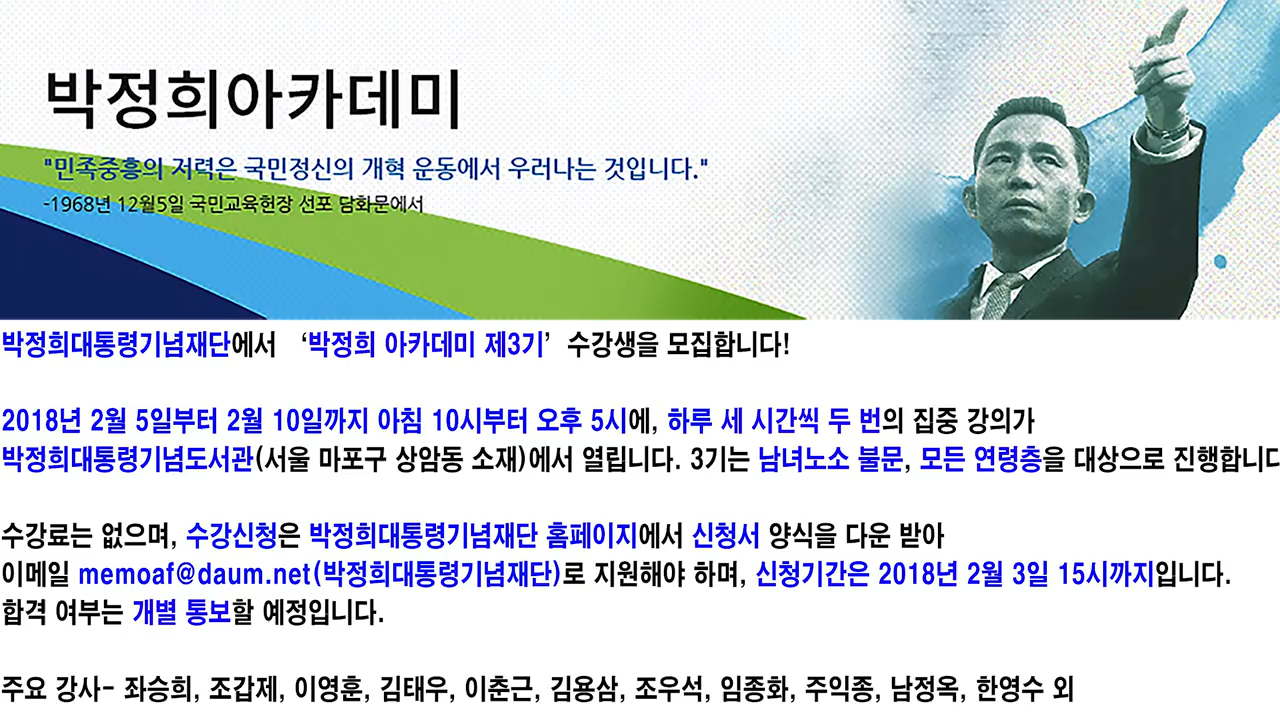 박정희아카데미
"민족중흥의 저력은 국민정신의 개혁 운동에서 우러나는 것입니다."
-1968년 12월5일 국민교육헌장 선포 담화문에서
박정희대통령기념재단에서 ‘박정희 아카데미 제3기’ 수강생을 모집합니다!
2018년 2월 5일부터 2월 10일까지 아침 10시부터 오후 5시에, 하루 세 시간씩 두 번의 집중 강의가
박정희대통령기념도서관(서울 마포구 상암동 소재)에서 열립니다. 3기는 남녀노소 불문, 모든 연령층을 대상으로 진행합니다
수강료는 없으며, 수강신청은 박정희대통령기념재단 홈페이지에서 신청서 양식을 다운 받아
이메일 memoaf@daum.net(박정희대통령기념재단)로 지원해야 하며, 신청기간은 2018년 2월 3일 15시까지입니다.
합격 여부는 개별 통보할 예정입니다.
주요 강사- 좌승희, 조갑제, 이영훈, 김태우, 이춘근, 김용삼, 조우석, 임종화, 주익종, 남정옥, 한영수 외